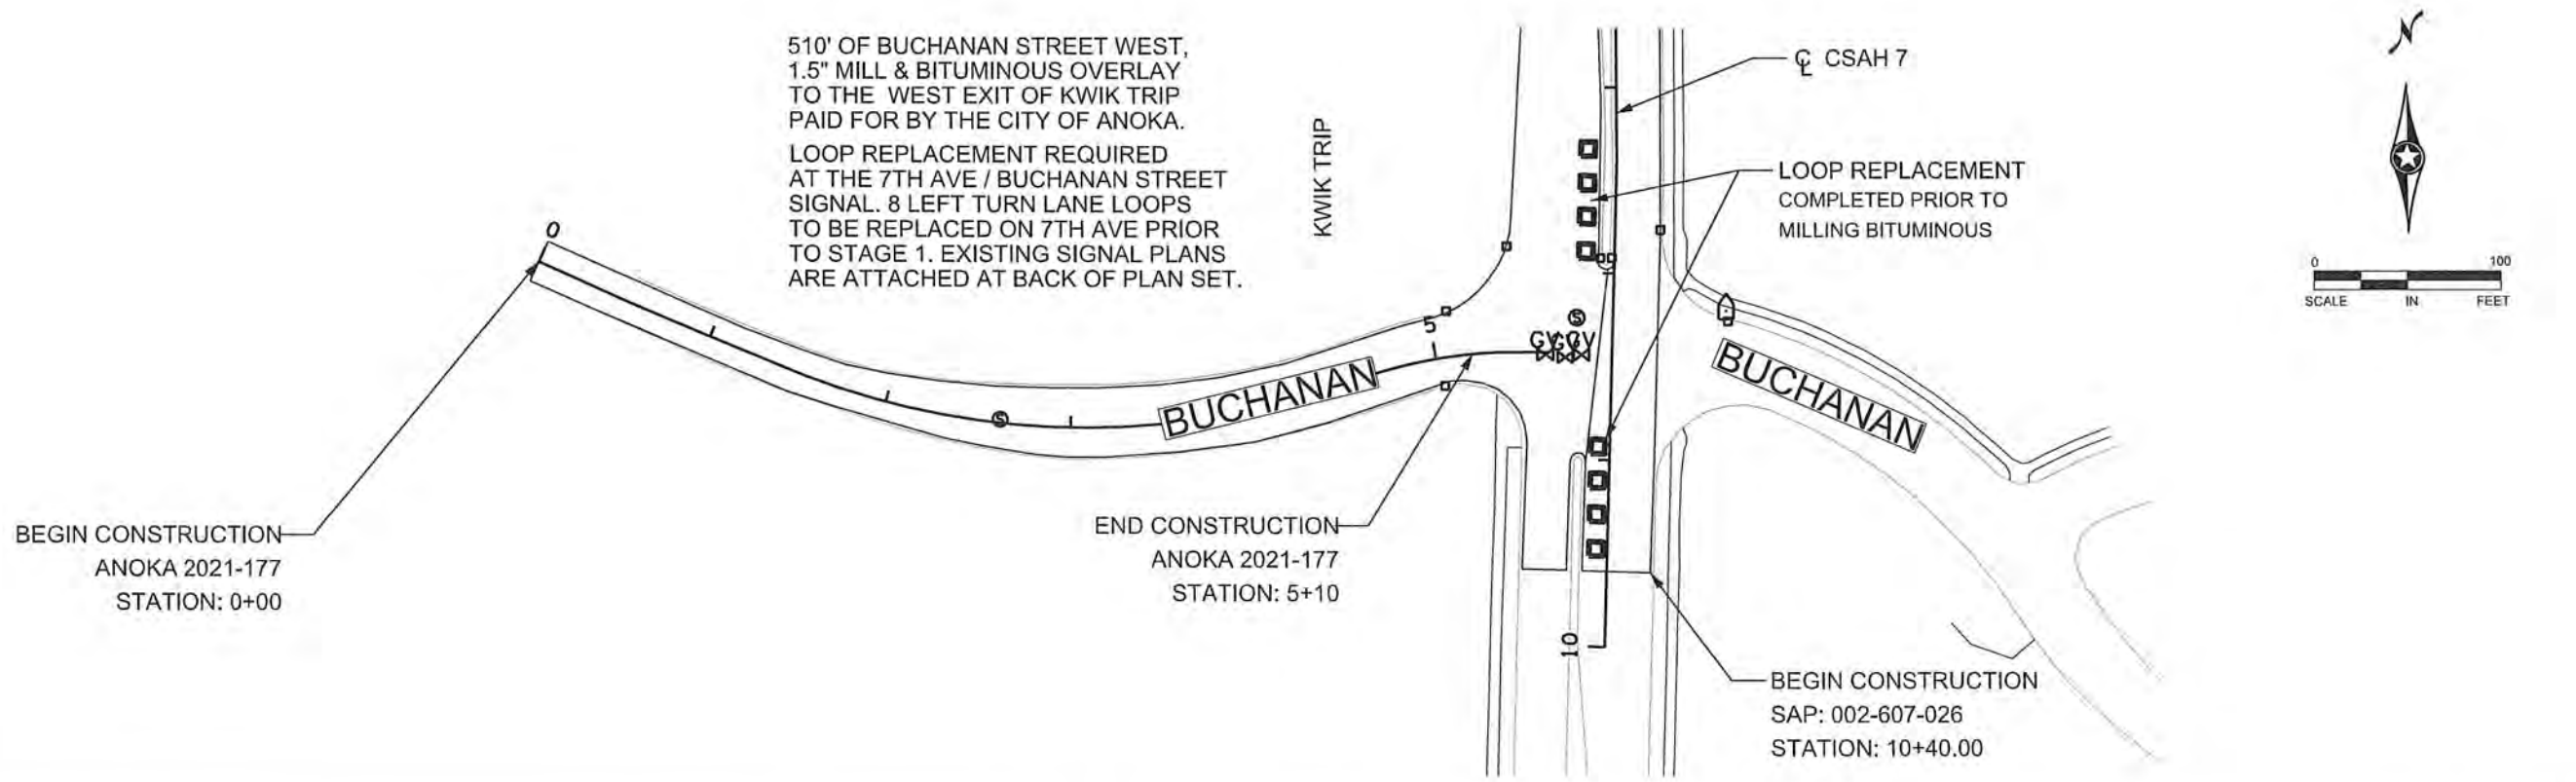 510' OF BUCHANAN STREET WEST,
1.5" MILL & BITUMINOUS OVERLAY
TO THE WEST EXIT OF KWIK TRIP
PAID FOR BY THE CITY OF ANOKA.
LOOP REPLACEMENT REQUIRED
AT THE 7TH AVE / BUCHANAN STREET
SIGNAL. 8 LEFT TURN LANE LOOPS
TO BE REPLACED ON 7TH AVE PRIOR
TO STAGE 1. EXISTING SIGNAL PLANS
ARE ATTACHED AT BACK OF PLAN SET.
KWIK TRIP
℄ CSAH 7
LOOP REPLACEMENT
COMPLETED PRIOR TO
MILLING BITUMINOUS
N
0 100
SCALE IN FEET
0
5
S
GV GV GV
S
BUCHANAN
BUCHANAN
BEGIN CONSTRUCTION
ANOKA 2021-177
STATION: 0+00
END CONSTRUCTION
ANOKA 2021-177
STATION: 5+10
10
BEGIN CONSTRUCTION
SAP: 002-607-026
STATION: 10+40.00